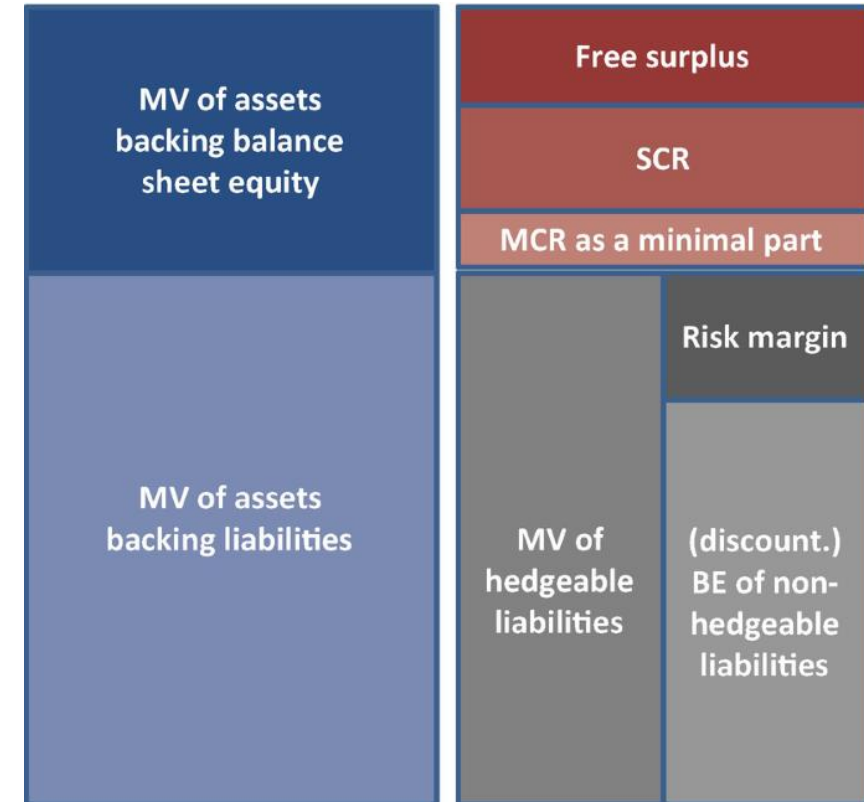 MV of assets
backing balance
sheet equity
MV of assets
backing liabilities
Free surplus
SCR
MCR as a minimal part
MV of
hedgeable
liabilities
Risk margin
(discount.)
BE of non-
hedgeable
liabilities